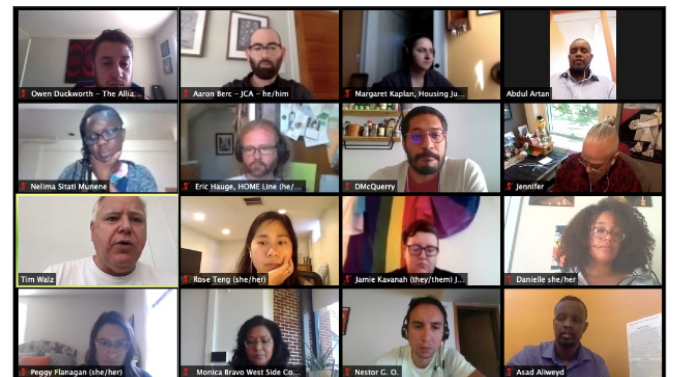 Owen Duckworth - The Allia...
Aaron Berc - JCA - he/him
Margaret Kaplan, Housing Ju...
Abdul Artan
Nelima Sitati Munene
Eric Hauge, HOME Line (he/...
DMcQuerry
Jennifer
Tim Walz
Rose Teng (she/her)
Jamie Kavanah (they/them) J...
Danielle she/her
Peggy Flanagan (she/her)
Monica Bravo West Side Co...
Nestor G. O.
Asad Aliweyd